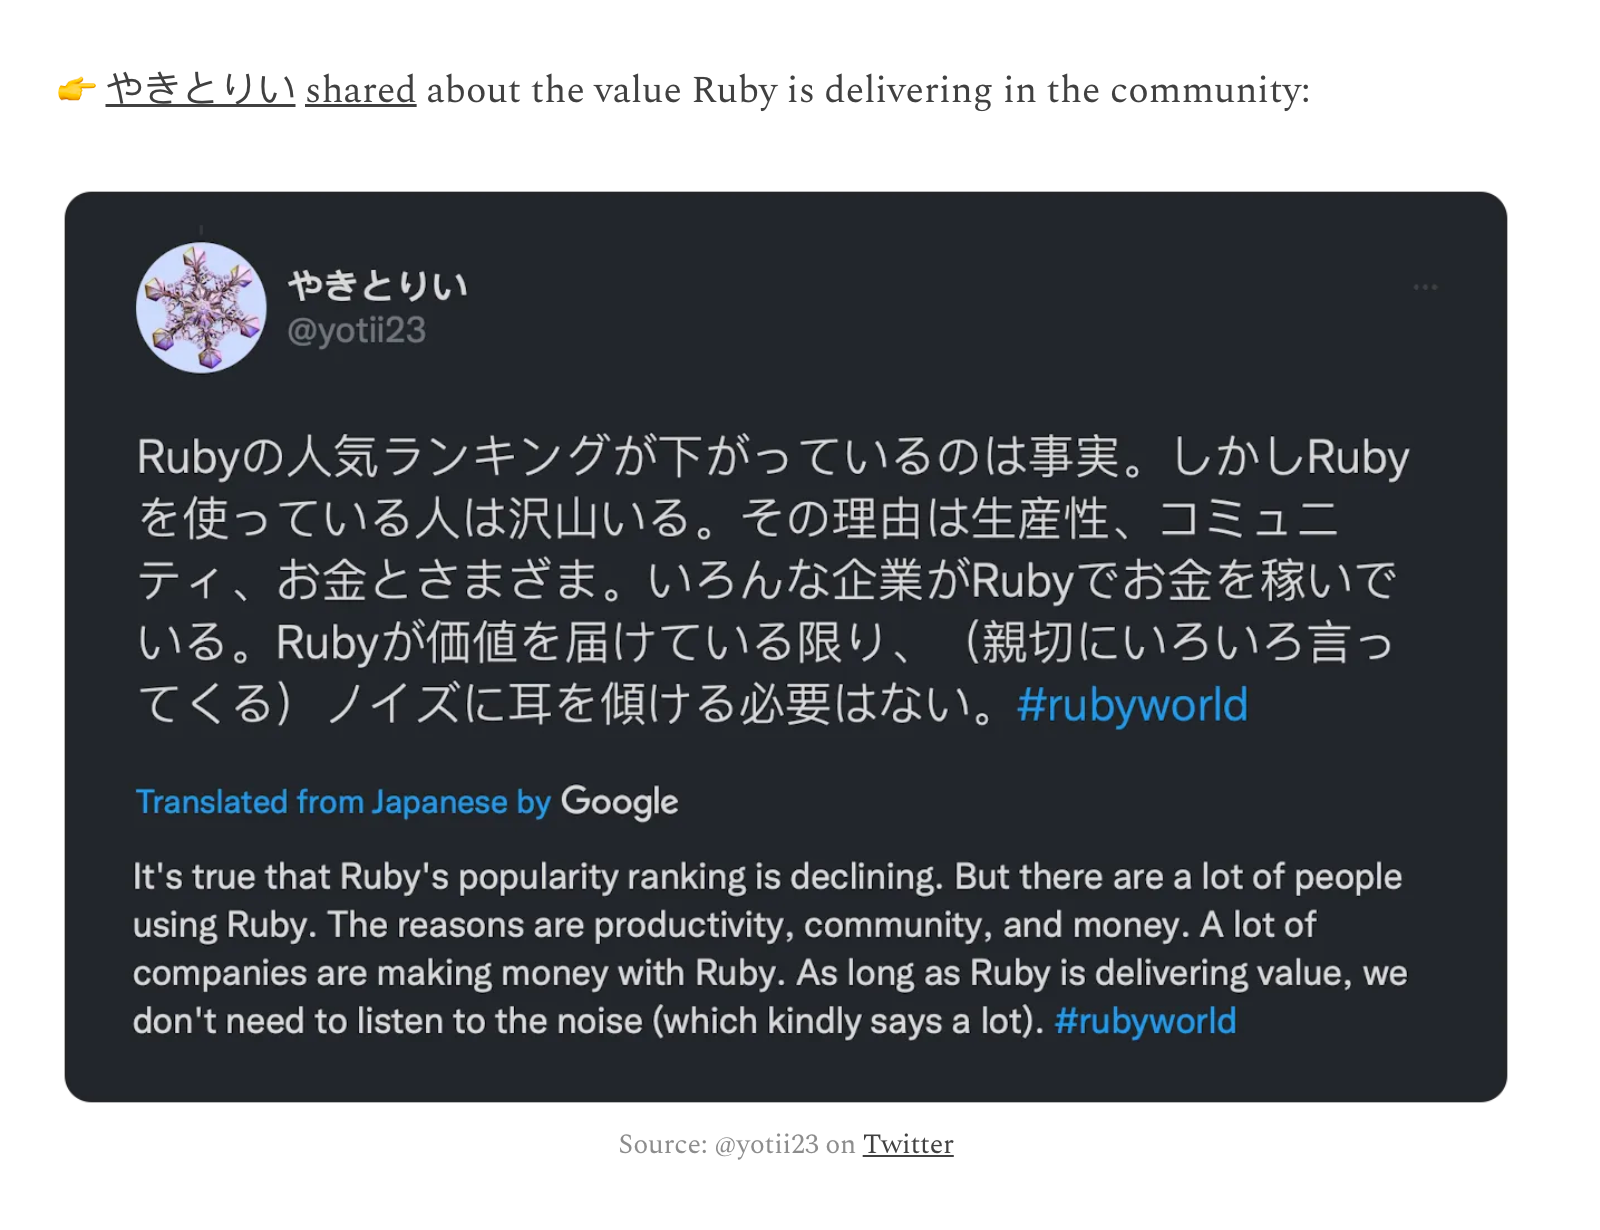 👉 やきとりい shared about the value Ruby is delivering in the community:
やきとりい
@yotii23
Rubyの人気ランキングが下がっているのは事実。しかしRuby
を使っている人は沢山いる。その理由は生産性、コミュニ
ティ、お金とさまざま。いろんな企業がRubyでお金を稼いで
いる。Rubyが価値を届けている限り、（親切にいろいろ言っ
てくる）ノイズに耳を傾ける必要はない。#rubyworld
Translated from Japanese by Google
It's true that Ruby's popularity ranking is declining. But there are a lot of people
using Ruby. The reasons are productivity, community, and money. A lot of
companies are making money with Ruby. As long as Ruby is delivering value, we
don't need to listen to the noise (which kindly says a lot). #rubyworld
Source: @yotii23 on Twitter